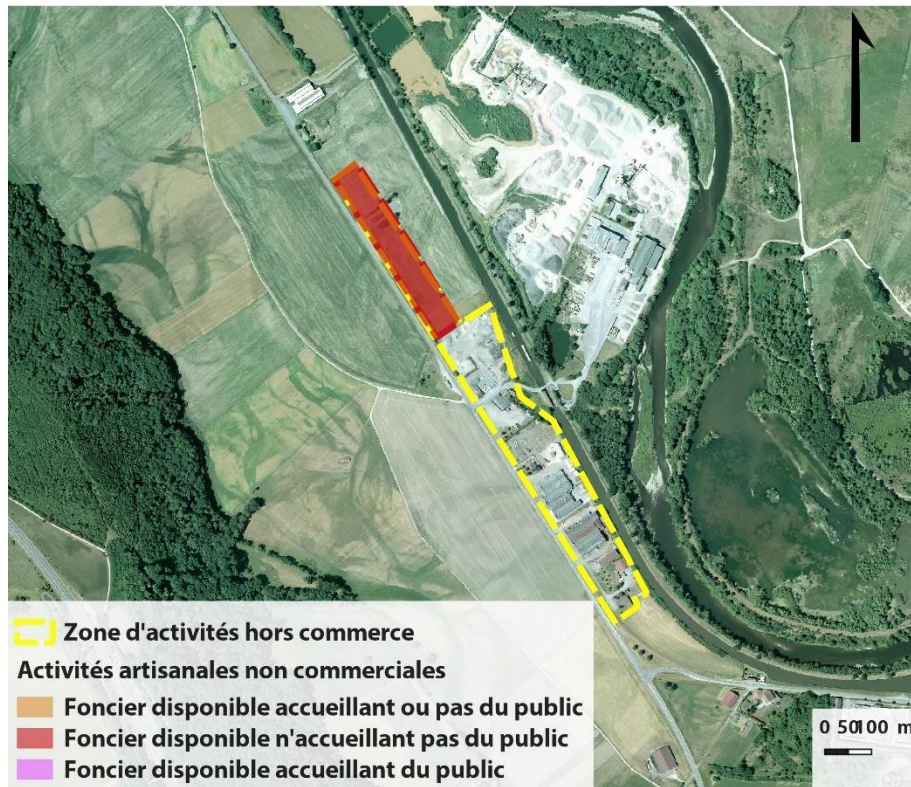 Zone d'activités hors commerce
Activités artisanales non commerciales
Foncier disponible accueillant ou pas du public
Foncier disponible n'accueillant pas du public
Foncier disponible accueillant du public
0 50100 m